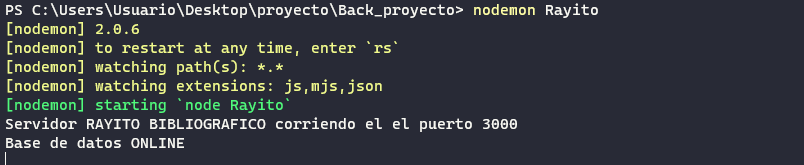 PS C:\Users\Usuario\Desktop\proyecto\Back_proyecto> nodemon Rayito
[nodemon] 2.0.6
[nodemon] to restart at any time, enter `rs`
[nodemon] watching path(s): *.*
[nodemon] watching extensions: js,mjs,json
[nodemon] starting `node Rayito`
Servidor RAYITO BIBLIOGRAFICO corriendo el el puerto 3000
Base de datos ONLINE